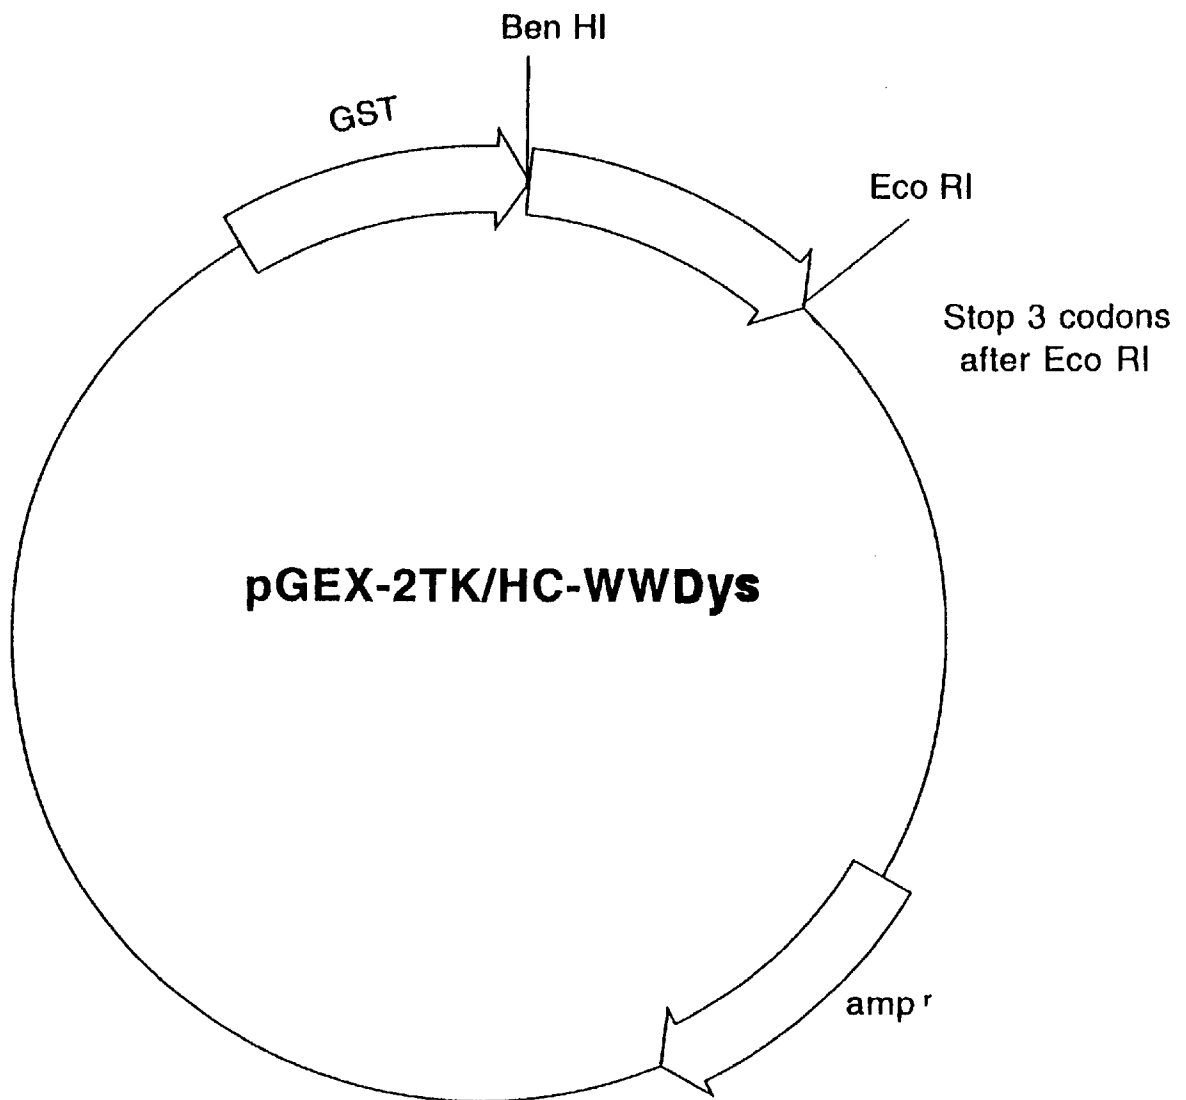 Ben HI
GST
Eco RI
Stop 3 codons
after Eco RI
pGEX-2TK/HC-WWDys
amp r